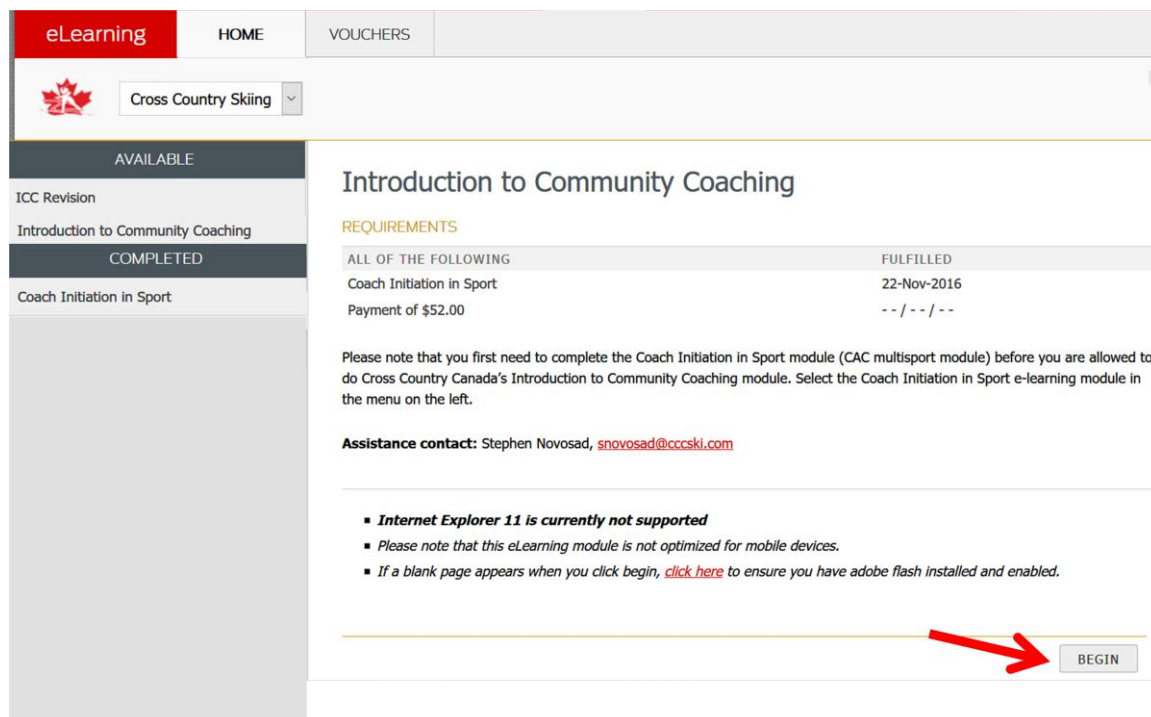 eLearning HOME VOUCHERS
Cross Country Skiing
AVAILABLE
ICC Revision
Introduction to Community Coaching
COMPLETED
Coach Initiation in Sport
Introduction to Community Coaching
REQUIREMENTS
ALL OF THE FOLLOWING FULFILLED
Coach Initiation in Sport 22-Nov-2016
Payment of $52.00 - - / - - / - -
Please note that you first need to complete the Coach Initiation in Sport module (CAC multisport module) before you are allowed to
do Cross Country Canada's Introduction to Community Coaching module. Select the Coach Initiation in Sport e-learning module in
the menu on the left.
Assistance contact: Stephen Novosad, snovosad@cccski.com
▪ Internet Explorer 11 is currently not supported
▪ Please note that this eLearning module is not optimized for mobile devices.
▪ If a blank page appears when you click begin, click here to ensure you have adobe flash installed and enabled.
BEGIN